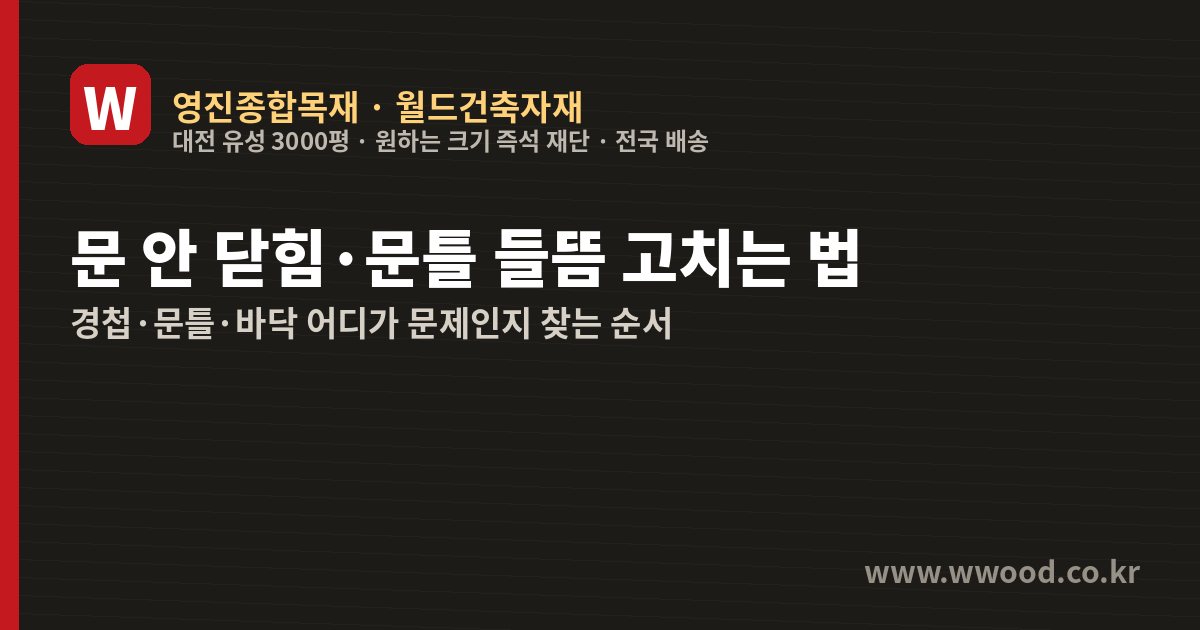 W
영진종합목재 · 월드건축자재
대전 유성 3000평 · 원하는 크기 즉석 재단 · 전국 배송
문 안 닫힘·문틀 들뜸 고치는 법
경첩·문틀·바닥 어디가 문제인지 찾는 순서
www.wwood.co.kr